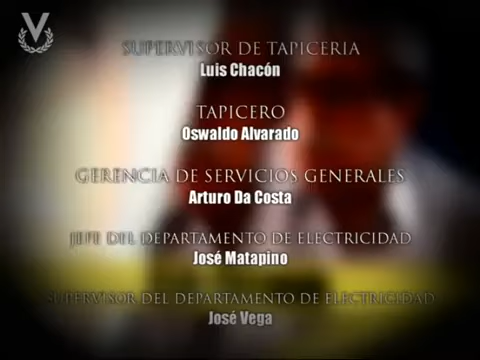 V
SUPERVISOR DE TAPICERIA
Luis Chacón
TAPICERO
Oswaldo Alvarado
GERENCIA DE SERVICIOS GENERALES
Arturo Da Costa
JEFE DEL DEPARTAMENTO DE ELECTRICIDAD
José Matapino
SUPERVISOR DEL DEPARTAMENTO DE ELECTRICIDAD
José Vega